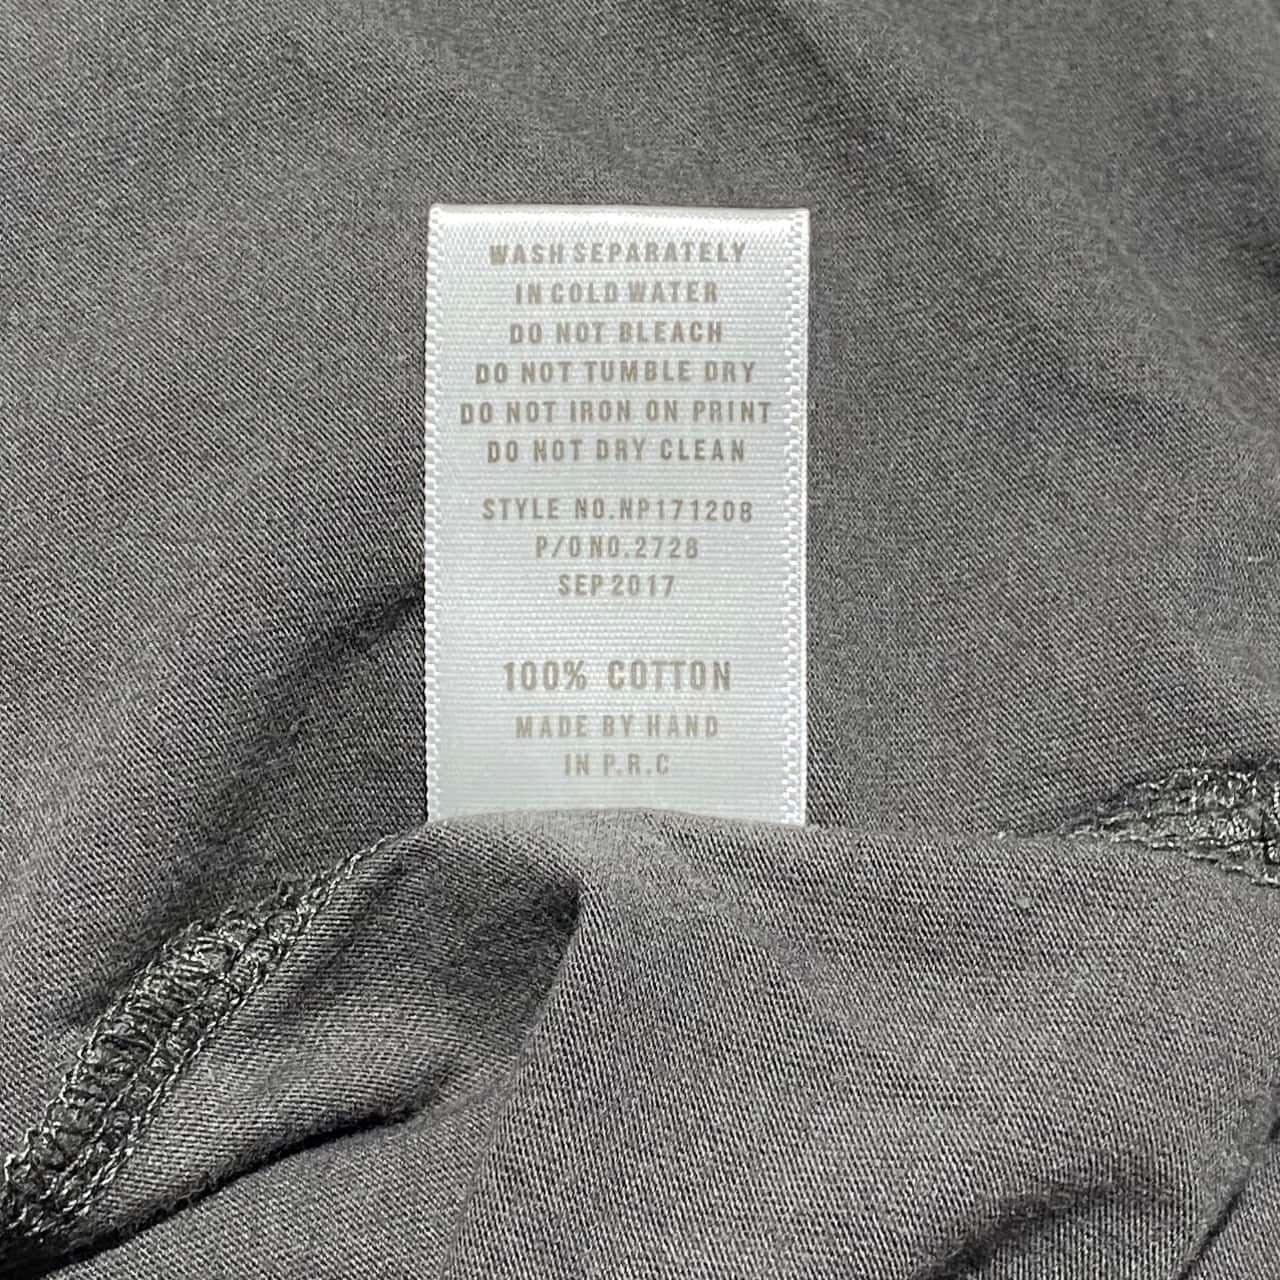 WASH SEPARATELY
IN COLD WATER
DO NOT BLEACH
DO NOT TUMBLE DRY
DO NOT IRON ON PRINT
DO NOT DRY CLEAN
STYLE NO.NP171208
P/O NO.2728
SEP 2017
100% COTTON
MADE BY HAND
IN P.R.C